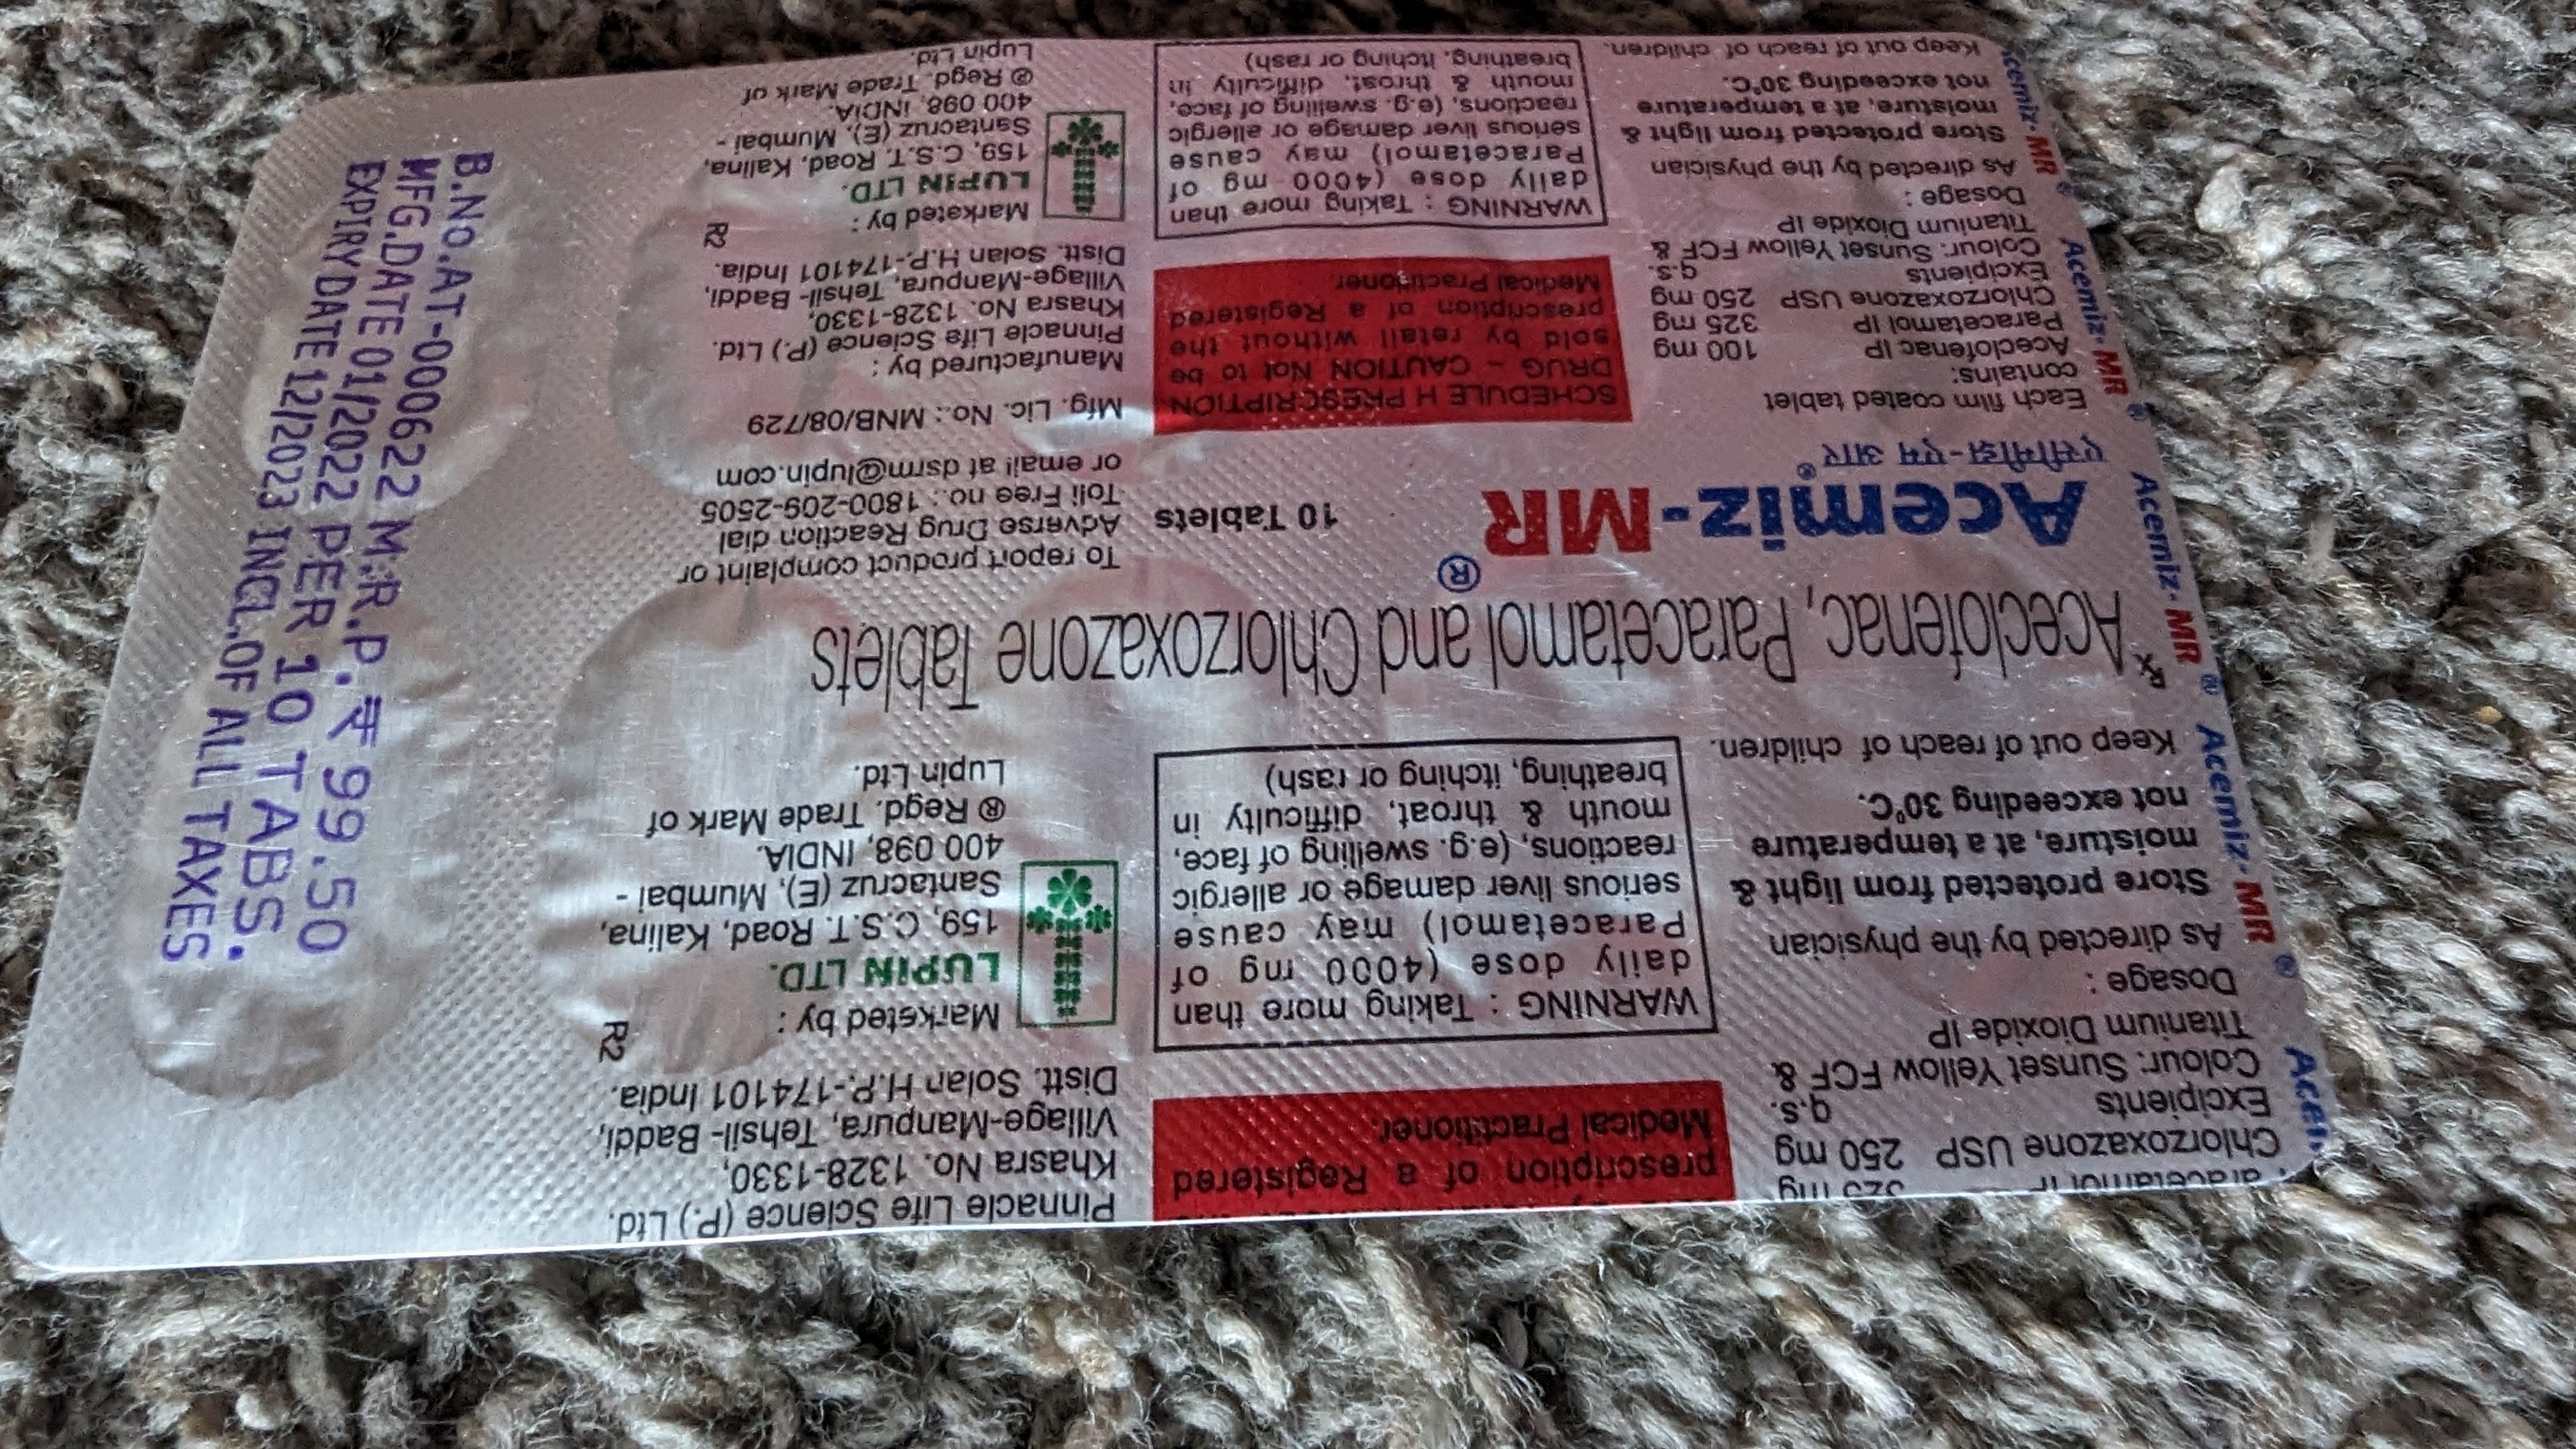 Acemiz-MR® Acemiz-MR® Acemiz-MR® Acemiz-MR® Ace
Chlorzoxazone USP 250 mg
Excipients q.s.
Colour: Sunset Yellow FCF &
Titanium Dioxide IP
Dosage :
As directed by the physician
Store protected from light &
moisture, at a temperature
not exceeding 30°C.
Keep out of reach of children.
prescription of a Registered
Medical Practitioner.
WARNING : Taking more than
daily dose (4000 mg of
Paracetamol) may cause
serious liver damage or allergic
reactions, (e.g. swelling of face,
mouth & throat, difficulty in
breathing, itching or rash)
Pinnacle Life Science (P.) Ltd.
Khasra No. 1328-1330,
Village-Manpura, Tehsil- Baddi,
Distt. Solan H.P.-174101 India.
R2
Marketed by :
LUPIN LTD.
159, C.S.T. Road, Kalina,
Santacruz (E), Mumbai -
400 098, INDIA.
® Regd. Trade Mark of
Lupin Ltd.
Rx
Aceclofenac, Paracetamol and Chlorzoxazone Tablets
Acemiz-MR®
10 Tablets
एसीमीझ-एम आर®
Each film coated tablet
contains:
Aceclofenac IP 100 mg
Paracetamol IP 325 mg
Chlorzoxazone USP 250 mg
Excipients q.s.
Colour: Sunset Yellow FCF &
Titanium Dioxide IP
Dosage :
As directed by the physician
Store protected from light &
moisture, at a temperature
not exceeding 30°C.
Keep out of reach of children.
SCHEDULE H PRESCRIPTION
DRUG – CAUTION Not to be
sold by retail without the
prescription of a Registered
Medical Practitioner.
WARNING : Taking more than
daily dose (4000 mg of
Paracetamol) may cause
serious liver damage or allergic
reactions, (e.g. swelling of face,
mouth & throat, difficulty in
breathing, itching or rash)
To report product complaint or
Adverse Drug Reaction dial
Toll Free no.: 1800-209-2505
or email at dsrm@lupin.com
Mfg. Lic. No.: MNB/08/729
Manufactured by :
Pinnacle Life Science (P.) Ltd.
Khasra No. 1328-1330,
Village-Manpura, Tehsil- Baddi,
Distt. Solan H.P.-174101 India.
R2
Marketed by :
LUPIN LTD.
159, C.S.T. Road, Kalina,
Santacruz (E), Mumbai -
400 098, INDIA.
® Regd. Trade Mark of
Lupin Ltd.
B.No.AT-000622 M.R.P.₹ 99.50
MFG.DATE 01/2022 PER 10 TABS.
EXPIRY DATE 12/2023 INCL.OF ALL TAXES